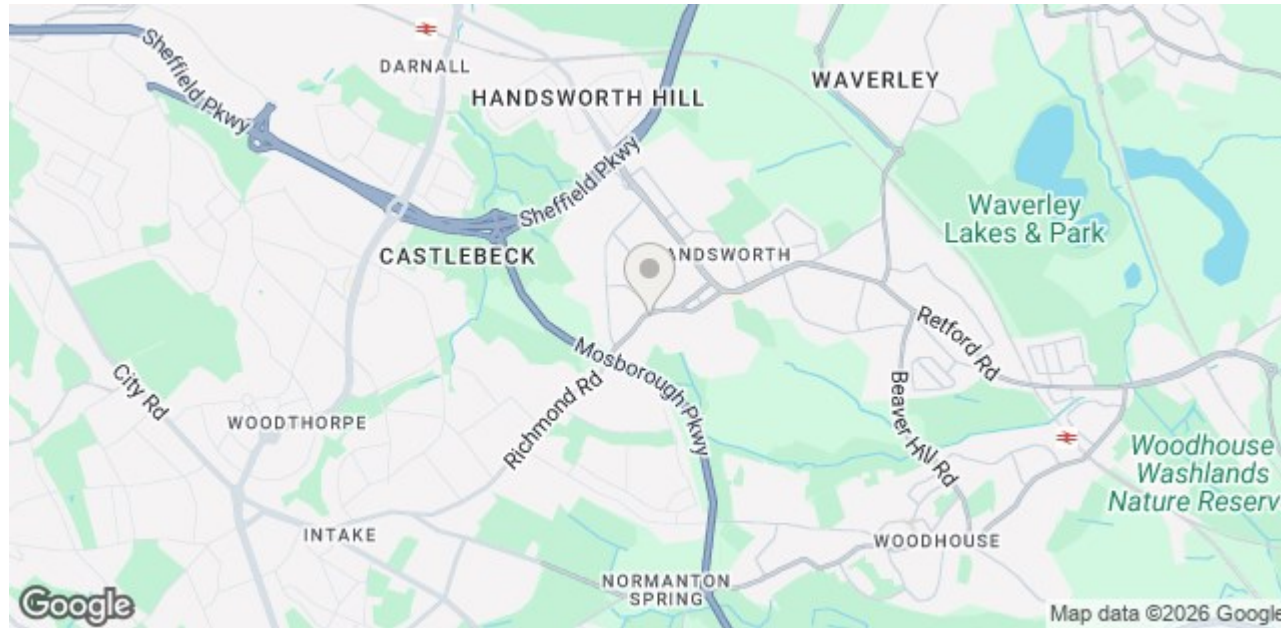 Sheffield Pkwy
DARNALL
HANDSWORTH HILL
WAVERLEY
Sheffield Pkwy
Waverley
Lakes & Park
CASTLEBECK
ANDSWORTH
Retford Rd
Mosborough Pkwy
City Rd
Richmond Rd
Beaver Hill Rd
WOODTHORPE
Woodhouse
Washlands
Nature Reserv
INTAKE
WOODHOUSE
NORMANTON
SPRING
Google
Map data ©2026 Google